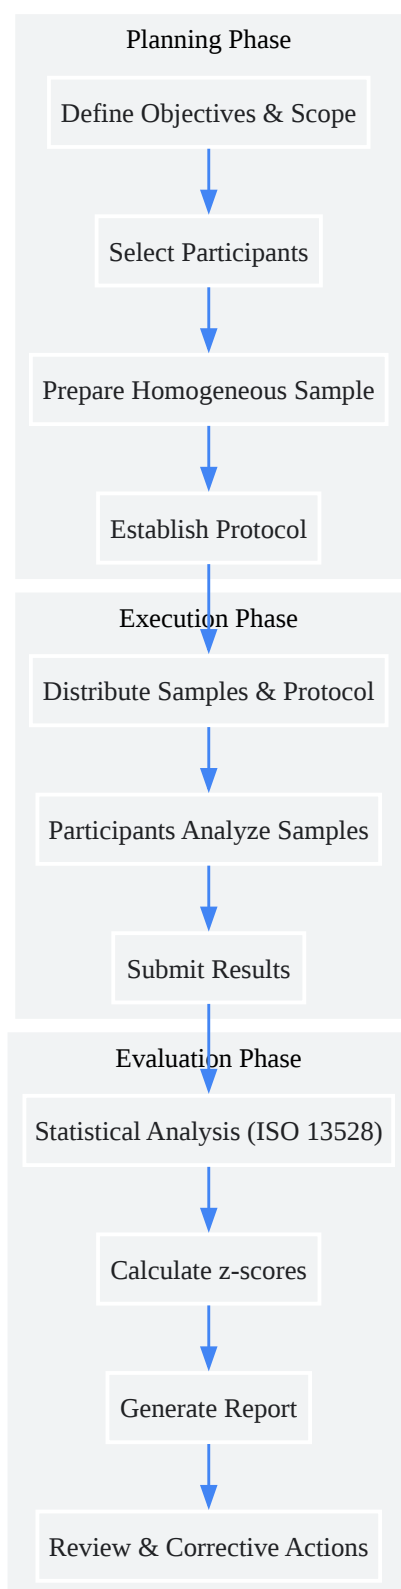 Planning Phase
Define Objectives & Scope
Select Participants
Prepare Homogeneous Sample
Establish Protocol
Execution Phase
Distribute Samples & Protocol
Participants Analyze Samples
Submit Results
Evaluation Phase
Statistical Analysis (ISO 13528)
Calculate z-scores
Generate Report
Review & Corrective Actions